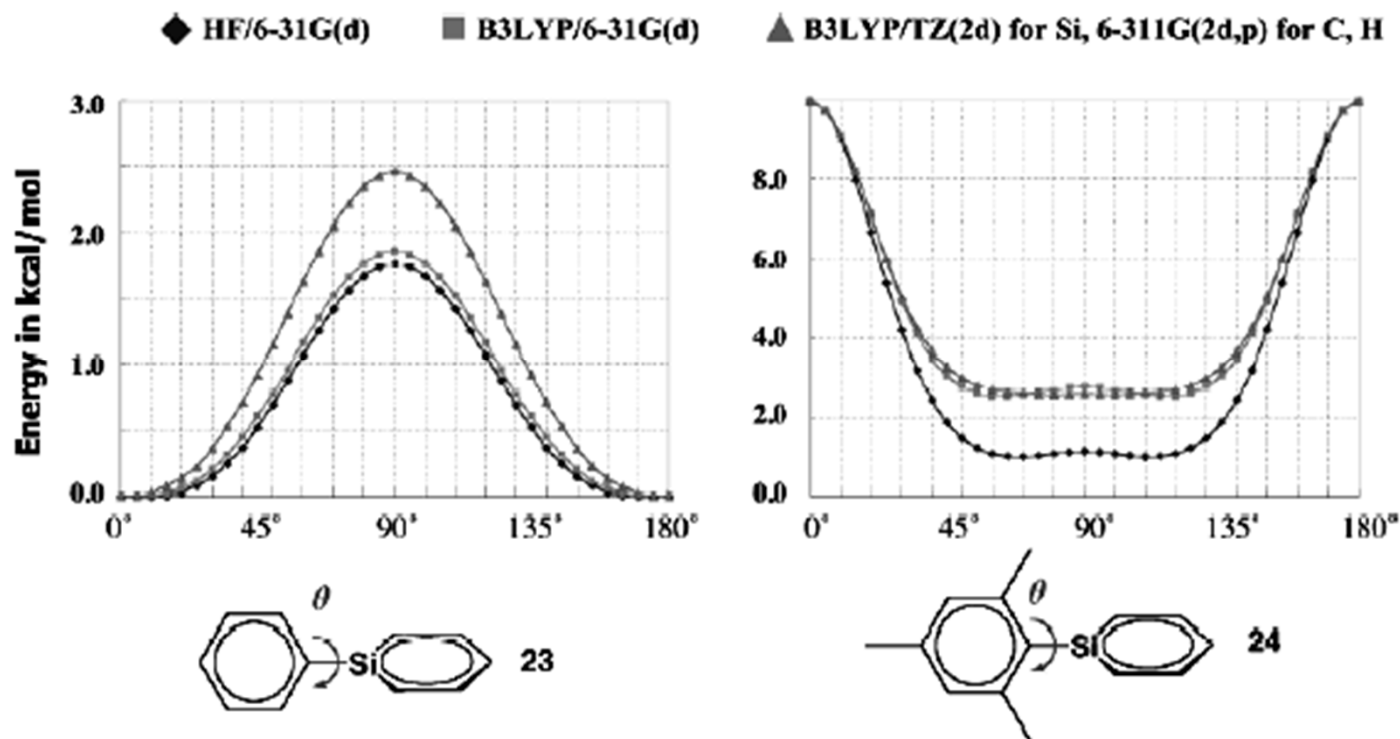 HF/6-31G(d) B3LYP/6-31G(d) B3LYP/TZ(2d) for Si, 6-311G(2d,p) for C, H
Energy in kcal/mol
3.0
2.0
1.0
0.0
0° 45° 90° 135° 180°
8.0
6.0
4.0
2.0
0.0
0° 45° 90° 135° 180°
θ
Si
23
θ
Si
24